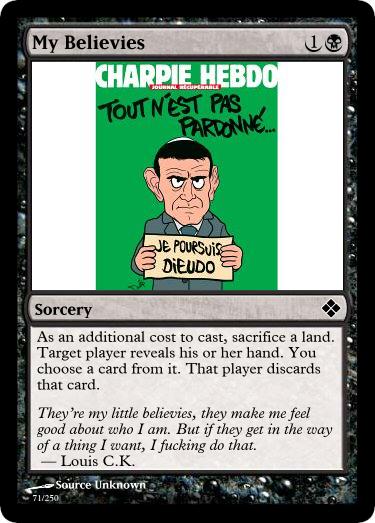 My Believies 1
CHARPIE HEBDO
JOURNAL RÉCUPÉRABLE
TOUT N'EST PAS
PARDONNÉ...
JE POURSUIS
DIEUDO
Sorcery
As an additional cost to cast, sacrifice a land.
Target player reveals his or her hand. You
choose a card from it. That player discards
that card.
They're my little believies, they make me feel
good about who I am. But if they get in the way
of a thing I want, I fucking do that.
— Louis C.K.
Source Unknown
71/250